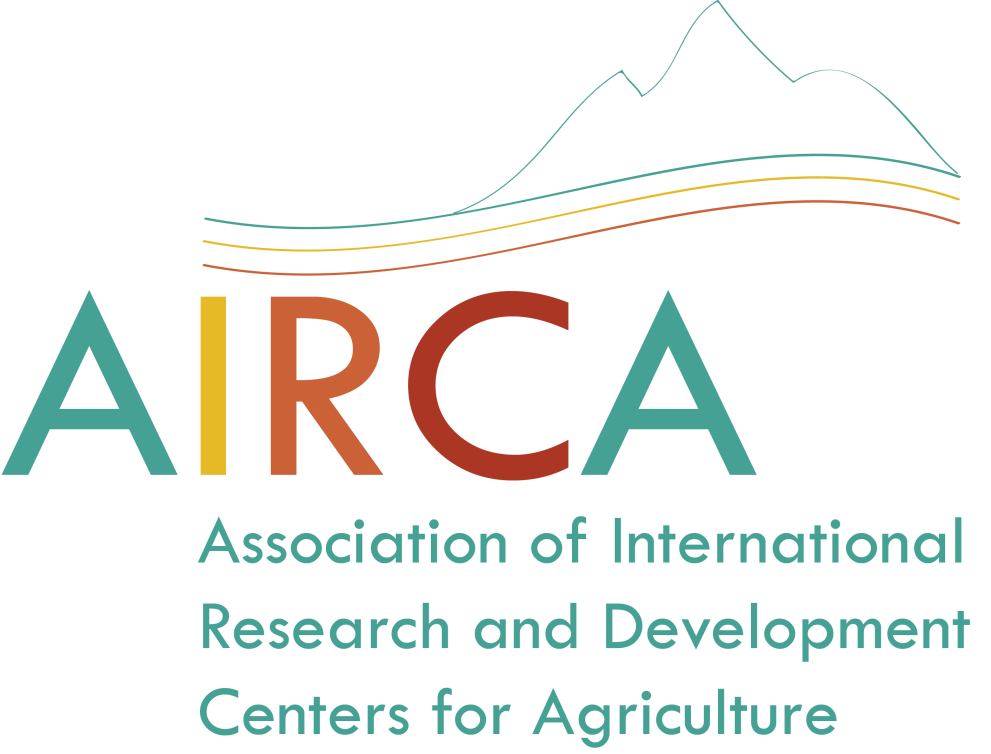 AIRCA
Association of International
Research and Development
Centers for Agriculture